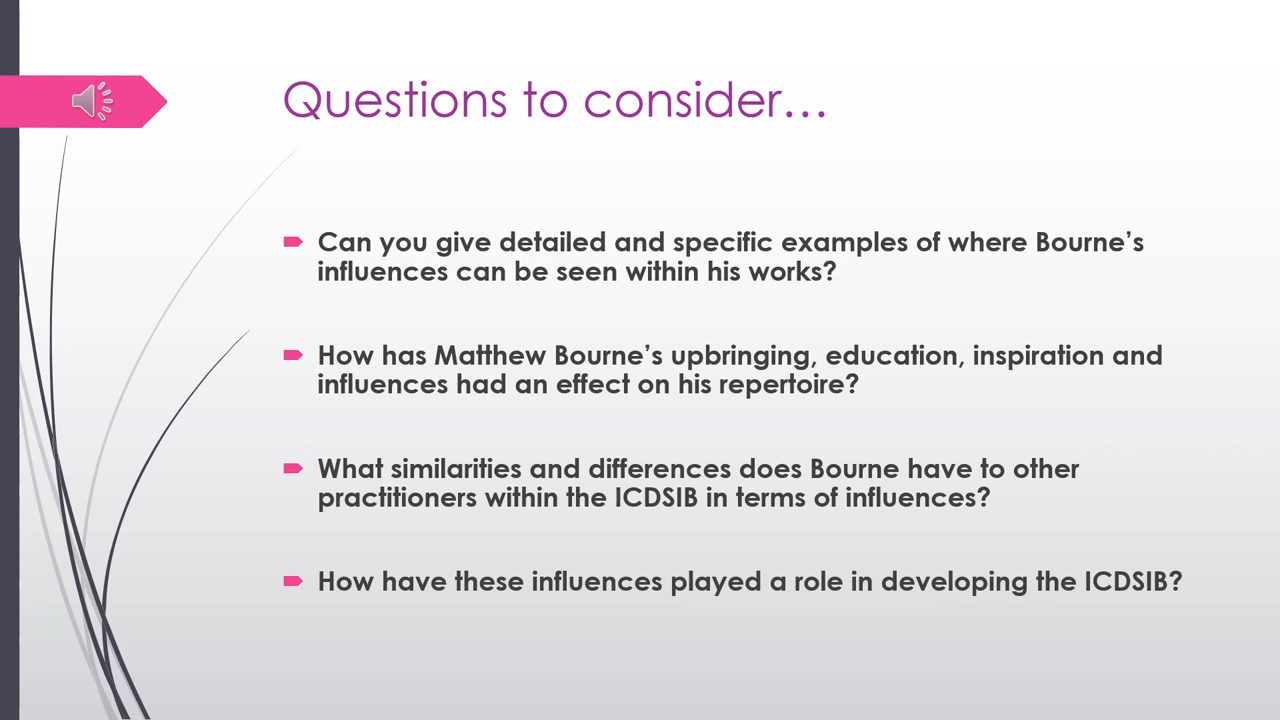 Questions to consider…
Can you give detailed and specific examples of where Bourne’s
influences can be seen within his works?
How has Matthew Bourne’s upbringing, education, inspiration and
influences had an effect on his repertoire?
What similarities and differences does Bourne have to other
practitioners within the ICDSIB in terms of influences?
How have these influences played a role in developing the ICDSIB?